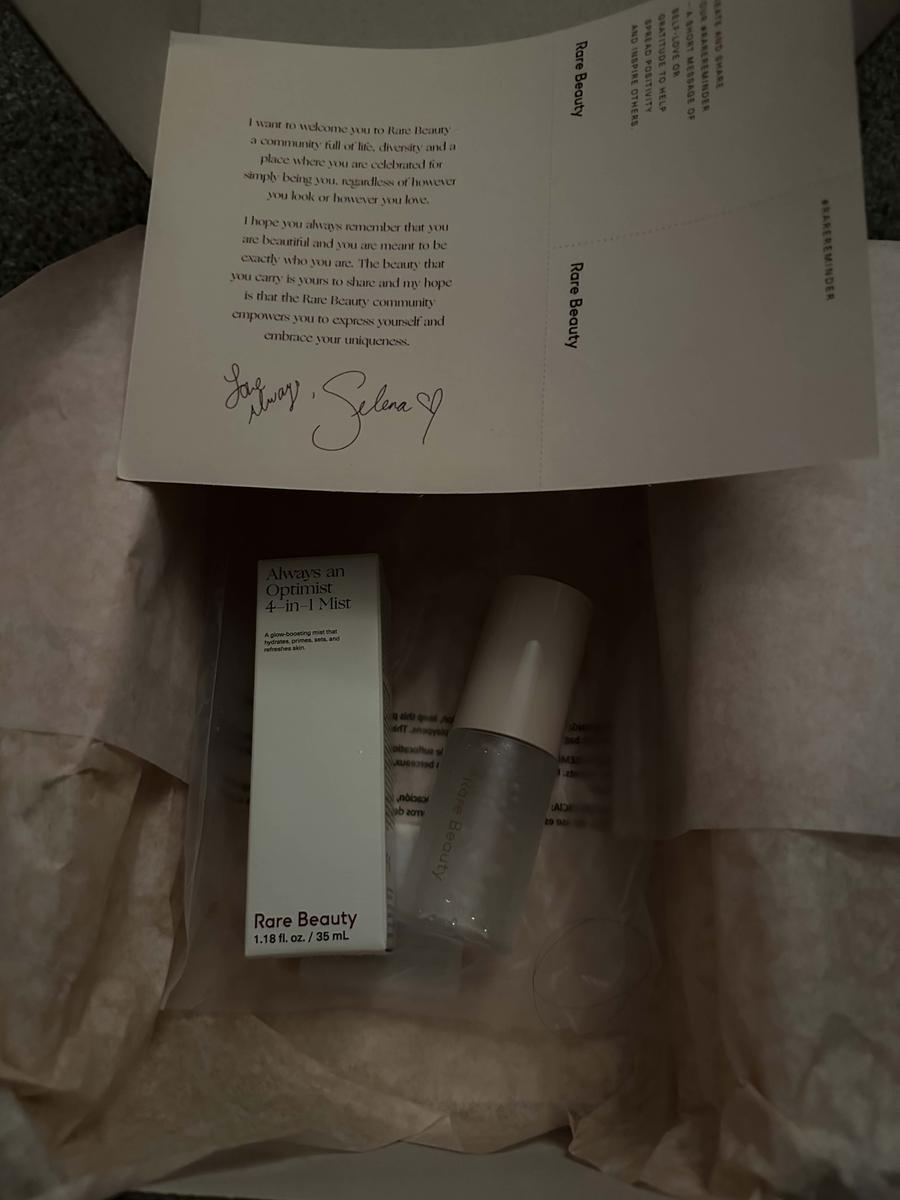 I want to welcome you to Rare Beauty –
a community full of life, diversity and a
place where you are celebrated for
simply being you, regardless of however
you look or however you love.
I hope you always remember that you
are beautiful and you are meant to be
exactly who you are. The beauty that
you carry is yours to share and my hope
is that the Rare Beauty community
empowers you to express yourself and
embrace your uniqueness.
Love
Always, Selena
Rare Beauty
AND SHARE
#RAREREMINDER
– A SHORT MESSAGE OF
SELF-LOVE OR
GRATITUDE TO HELP
SPREAD POSITIVITY
AND INSPIRE OTHERS.
Rare Beauty
#RAREREMINDER
Always an
Optimist
4-in-1 Mist
A glow-boosting mist that
hydrates, primes, sets, and
refreshes skin.
Rare Beauty
1.18 fl. oz. / 35 mL
Rare Beauty